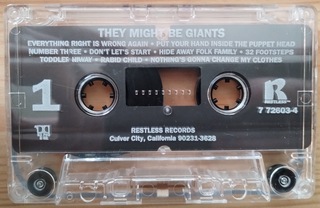 THEY MIGHT BE GIANTS
EVERYTHING RIGHT IS WRONG AGAIN • PUT YOUR HAND INSIDE THE PUPPET HEAD
NUMBER THREE • DON'T LET'S START • HIDE AWAY FOLK FAMILY • 32 FOOTSTEPS
TODDLER HIWAY • RABID CHILD • NOTHING'S GONNA CHANGE MY CLOTHES
1
R
RESTLESS
7 72603-4
RESTLESS RECORDS
Culver City, California 90231-3628